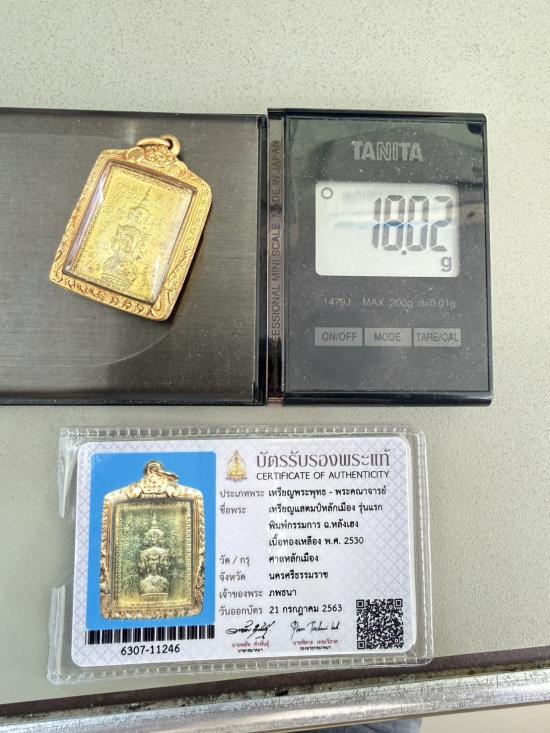 TANITA
18.02
g
1479J MAX 200g d=0.01g
ON/OFF MODE TARE/CAL
PROFESSIONAL MINI SCALE MADE IN JAPAN
บัตรรับรองพระแท้
CERTIFICATE OF AUTHENTICITY
ประเภทพระ เหรียญพระพุทธ - พระคณาจารย์
ชื่อพระ เหรียญแสตมป์หลักเมือง รุ่นแรก
พิมพ์กรรมการ ฉ.หลังเฮง
เนื้อทองเหลือง พ.ศ. 2530
วัด / กรุ ศาลหลักเมือง
จังหวัด นครศรีธรรมราช
เจ้าของพระ ภพธนา
วันออกบัตร 21 กรกฎาคม 2563
6307-11246